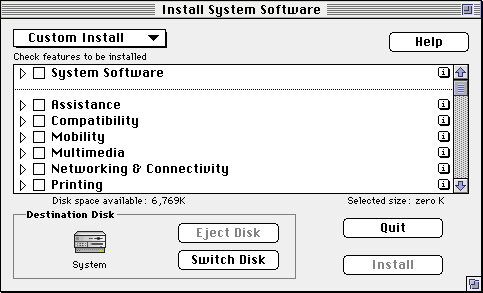 Install System Software
Custom Install
Help
Check features to be installed
System Software
Assistance
Compatibility
Mobility
Multimedia
Networking & Connectivity
Printing
Disk space available: 6,769K
Selected size: zero K
Destination Disk
System
Eject Disk
Switch Disk
Quit
Install